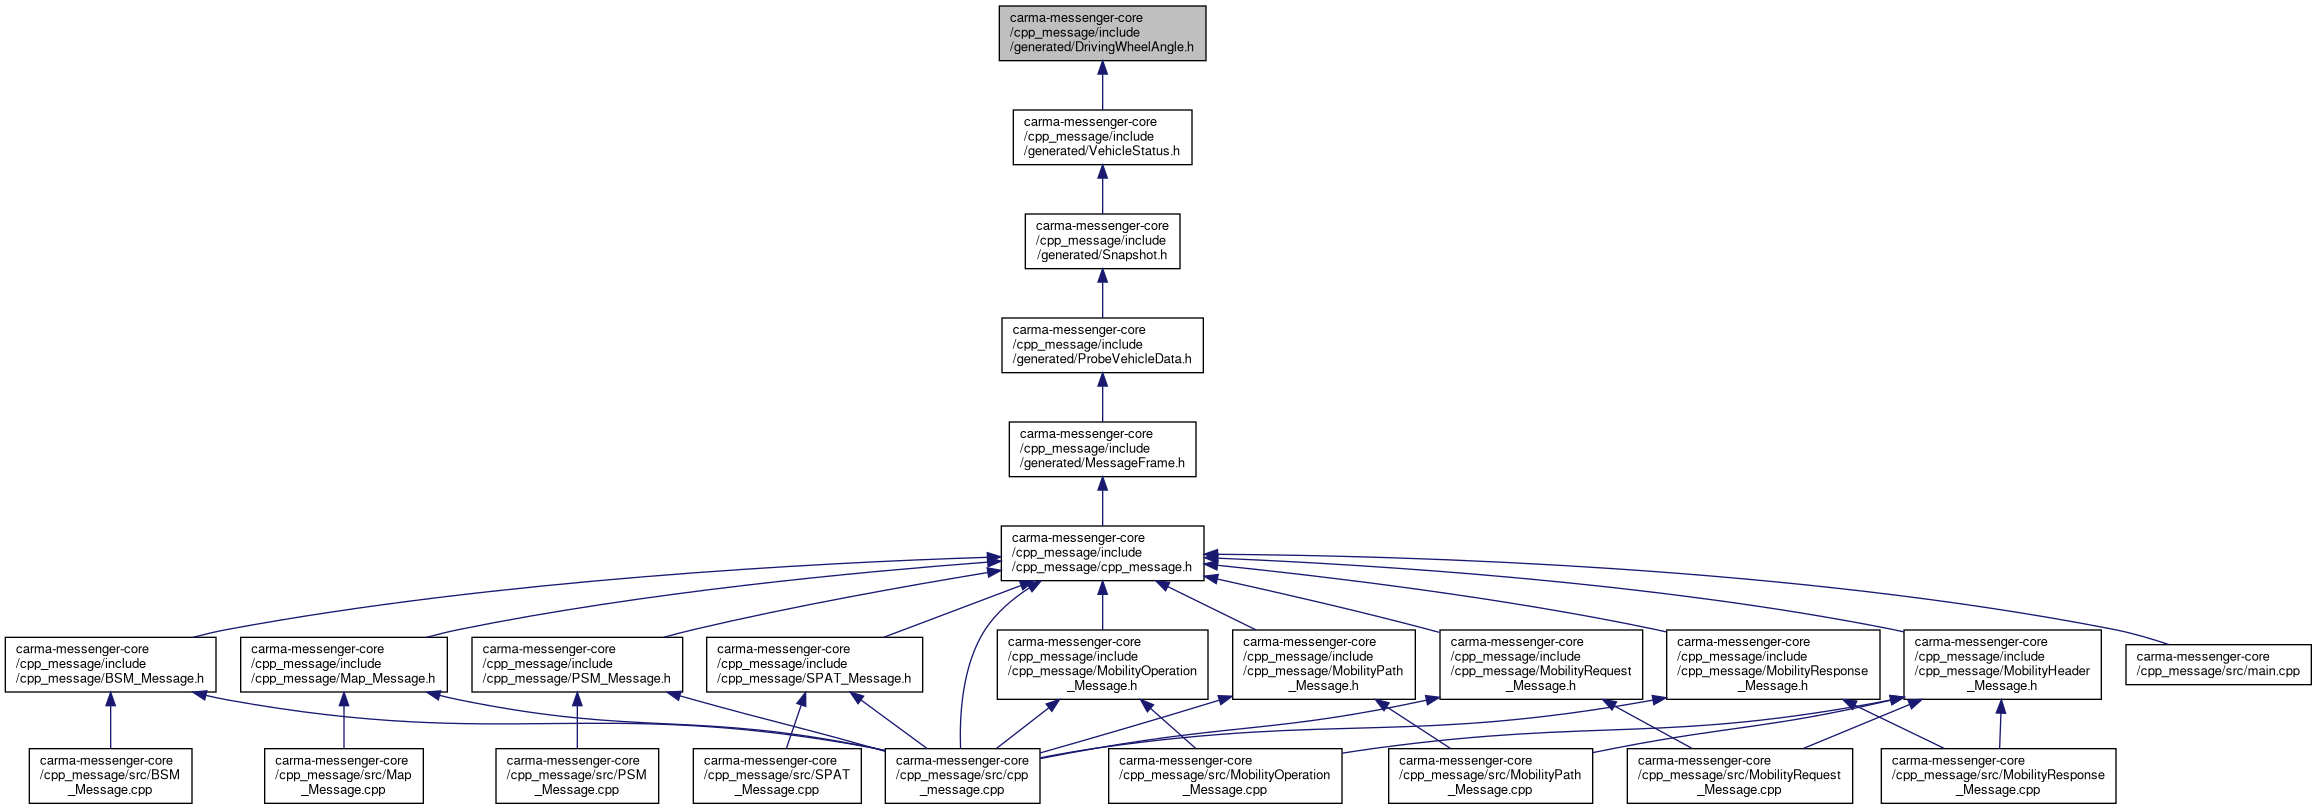 carma-messenger-core
/cpp_message/include
/generated/DrivingWheelAngle.h
carma-messenger-core
/cpp_message/include
/generated/VehicleStatus.h
carma-messenger-core
/cpp_message/include
/generated/Snapshot.h
carma-messenger-core
/cpp_message/include
/generated/ProbeVehicleData.h
carma-messenger-core
/cpp_message/include
/generated/MessageFrame.h
carma-messenger-core
/cpp_message/include
/cpp_message/cpp_message.h
carma-messenger-core
/cpp_message/include
/cpp_message/BSM_Message.h
carma-messenger-core
/cpp_message/include
/cpp_message/Map_Message.h
carma-messenger-core
/cpp_message/include
/cpp_message/PSM_Message.h
carma-messenger-core
/cpp_message/include
/cpp_message/SPAT_Message.h
carma-messenger-core
/cpp_message/include
/cpp_message/MobilityOperation
_Message.h
carma-messenger-core
/cpp_message/include
/cpp_message/MobilityPath
_Message.h
carma-messenger-core
/cpp_message/include
/cpp_message/MobilityRequest
_Message.h
carma-messenger-core
/cpp_message/include
/cpp_message/MobilityResponse
_Message.h
carma-messenger-core
/cpp_message/include
/cpp_message/MobilityHeader
_Message.h
carma-messenger-core
/cpp_message/src/main.cpp
carma-messenger-core
/cpp_message/src/BSM
_Message.cpp
carma-messenger-core
/cpp_message/src/Map
_Message.cpp
carma-messenger-core
/cpp_message/src/PSM
_Message.cpp
carma-messenger-core
/cpp_message/src/SPAT
_Message.cpp
carma-messenger-core
/cpp_message/src/cpp
_message.cpp
carma-messenger-core
/cpp_message/src/MobilityOperation
_Message.cpp
carma-messenger-core
/cpp_message/src/MobilityPath
_Message.cpp
carma-messenger-core
/cpp_message/src/MobilityRequest
_Message.cpp
carma-messenger-core
/cpp_message/src/MobilityResponse
_Message.cpp